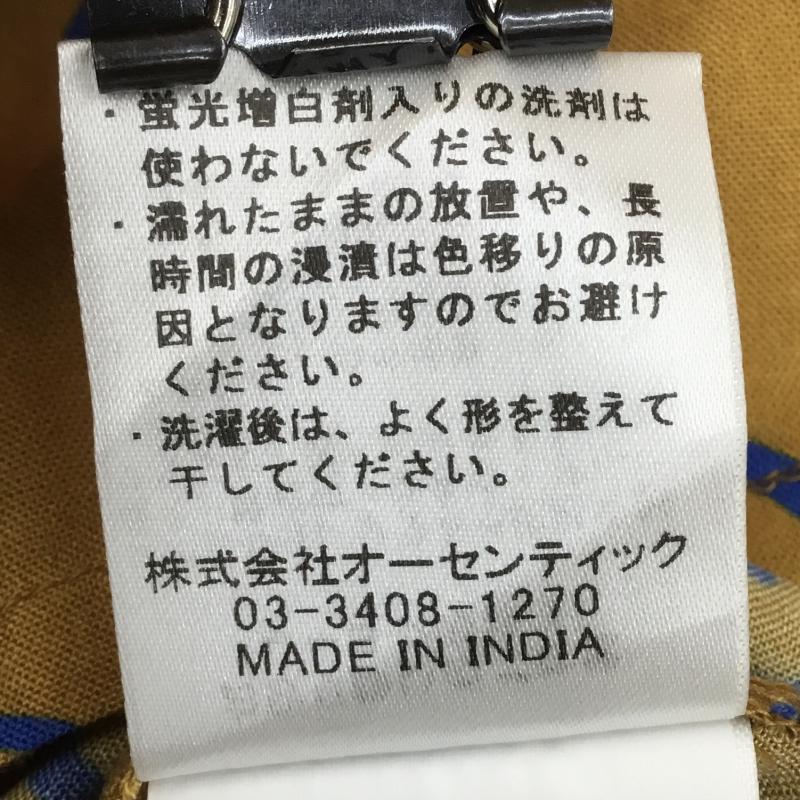 ・蛍光増白剤入りの洗剤は
使わないでください。
・濡れたままの放置や、長
時間の浸漬は色移りの原
因となりますのでお避け
ください。
・洗濯後は、よく形を整えて
干してください。
株式会社オーセンティック
03-3408-1270
MADE IN INDIA